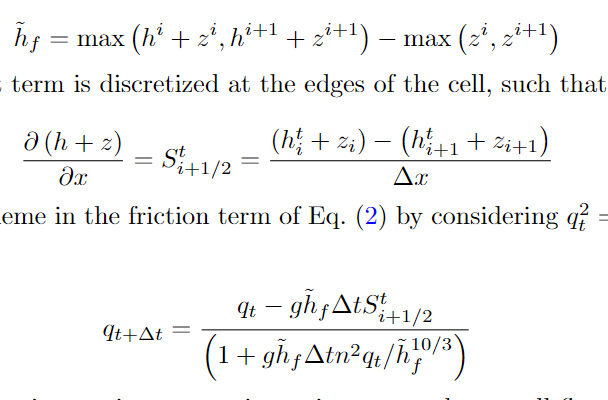 h̃_f = max (h^i + z^i, h^{i+1} + z^{i+1}) − max (z^i, z^{i+1})
term is discretized at the edges of the cell, such that
∂ (h + z) / ∂x = S^t_{i+1/2} = ((h^t_i + z_i) − (h^t_{i+1} + z_{i+1})) / Δx
eme in the friction term of Eq. (2) by considering q_t^2 =
q_{t+Δt} = (q_t − g h̃_f Δt S^t_{i+1/2}) / (1 + g h̃_f Δt n^2 q_t / h̃_f^{10/3})